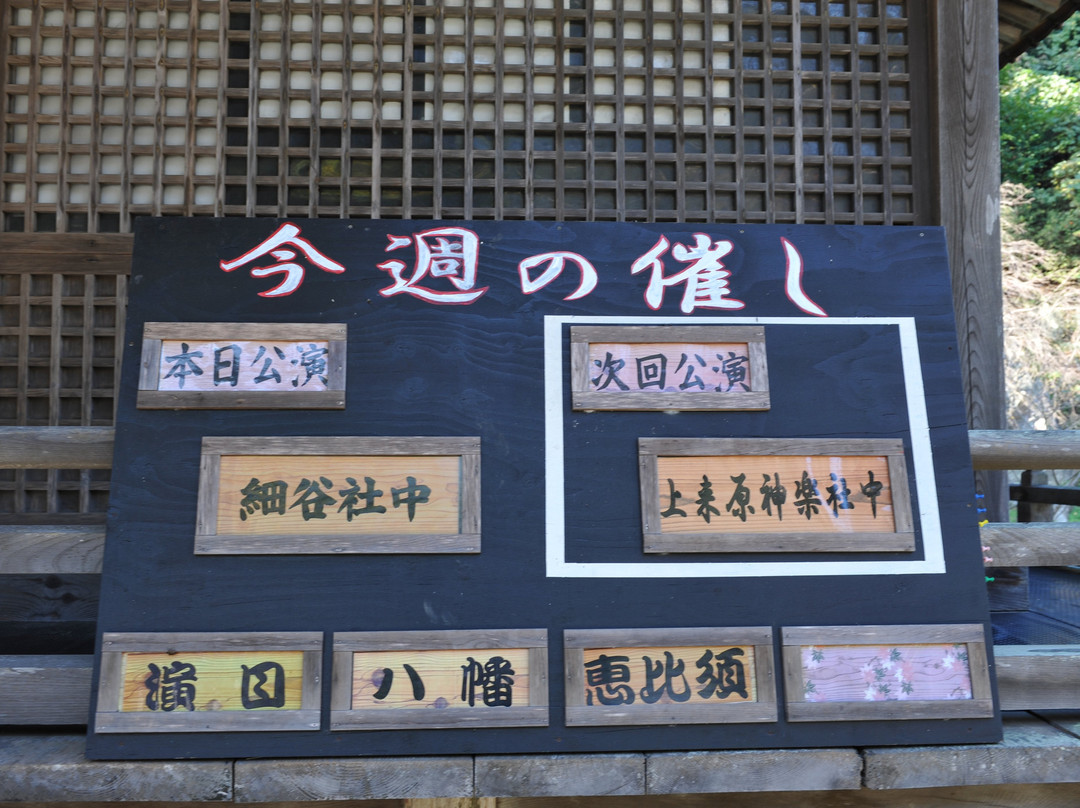 今週の催し
本日公演
次回公演
細谷社中
上来原神楽社中
演目
八幡
恵比須